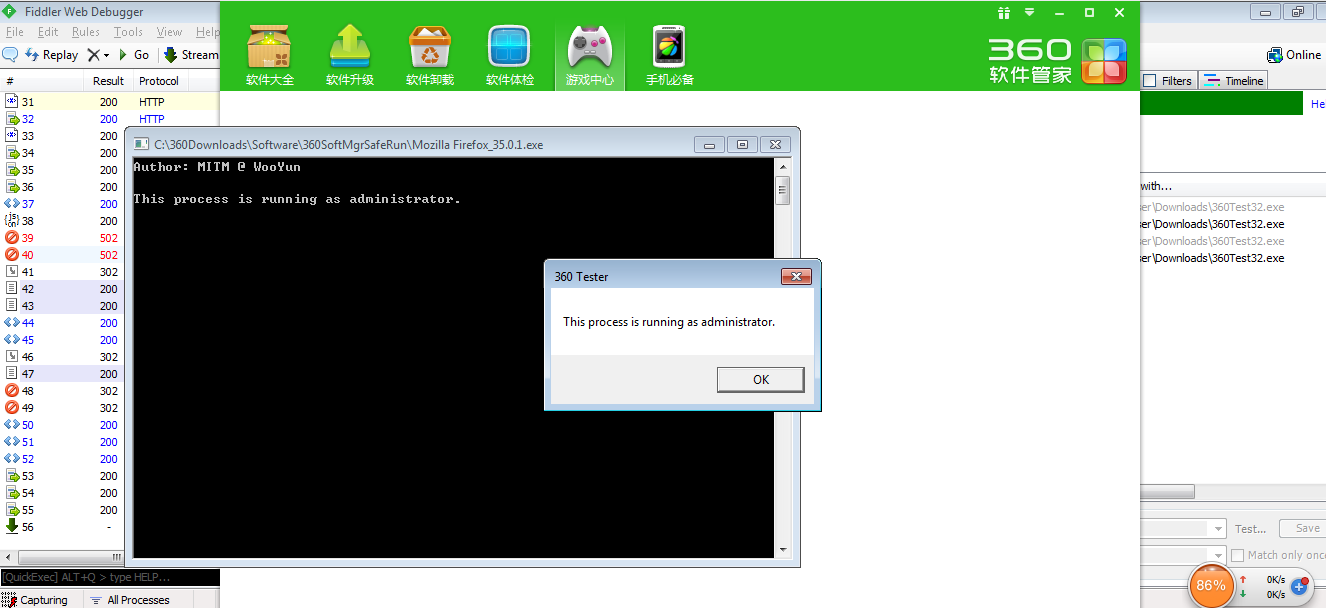 Fiddler Web Debugger
File Edit Rules Tools View Help
Replay Go Stream
# Result Protocol
31 200 HTTP
32 200 HTTP
33 200
34 200
35 200
36 200
37 200
38 200
39 502
40 502
41 302
42 200
43 200
44 200
45 200
46 302
47 200
48 302
49 302
50 200
51 200
52 200
53 200
54 200
55 200
56 -
[QuickExec] ALT+Q > type HELP...
Capturing All Processes
软件大全 软件升级 软件卸载 软件体检 游戏中心 手机必备
360
软件管家
C:\360Downloads\Software\360SoftMgrSafeRun\Mozilla Firefox_35.0.1.exe
Author: MITM @ WooYun
This process is running as administrator.
360 Tester
This process is running as administrator.
OK
Online
Filters Timeline
He
with...
ser\Downloads\360Test32.exe
ser\Downloads\360Test32.exe
ser\Downloads\360Test32.exe
ser\Downloads\360Test32.exe
Test... Save
Match only once
86% 0K/s
0K/s